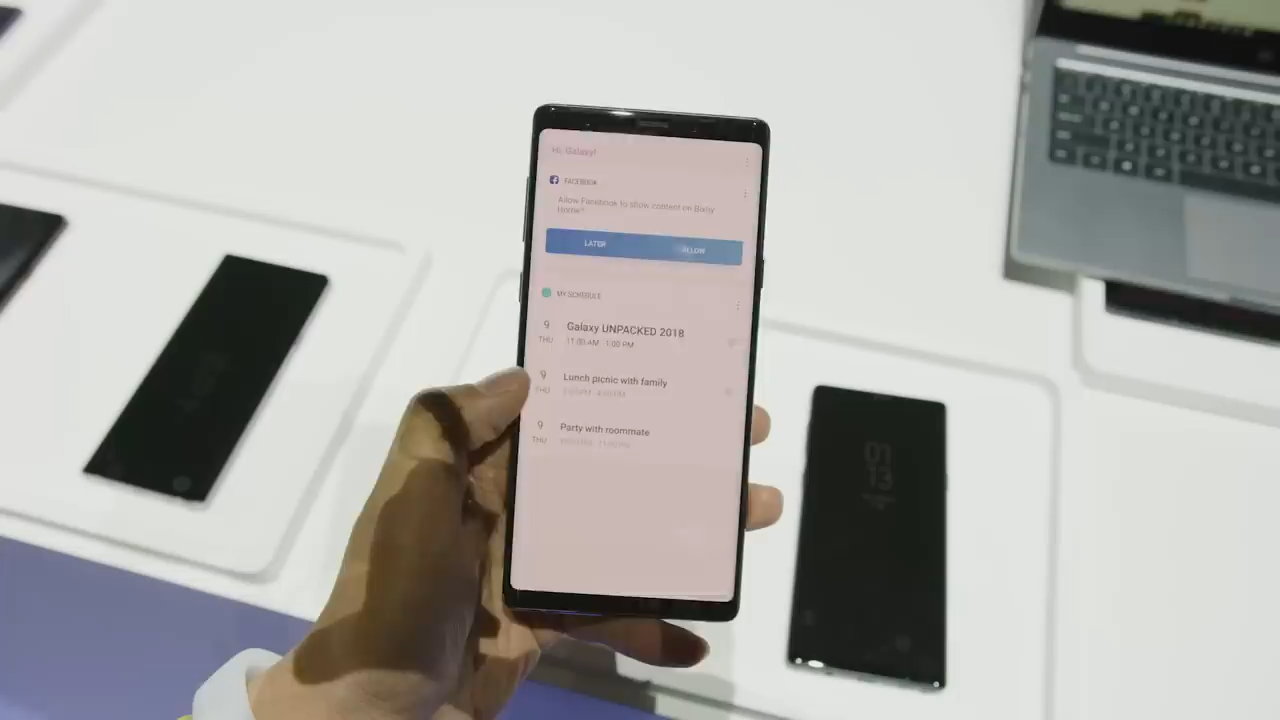 Hi, Galaxy!
FACEBOOK
Allow Facebook to show content on Bixby
Home?
LATER
ALLOW
MY SCHEDULE
9
THU
Galaxy UNPACKED 2018
11:00 AM - 1:00 PM
9
THU
Lunch picnic with family
9
THU
Party with roommate